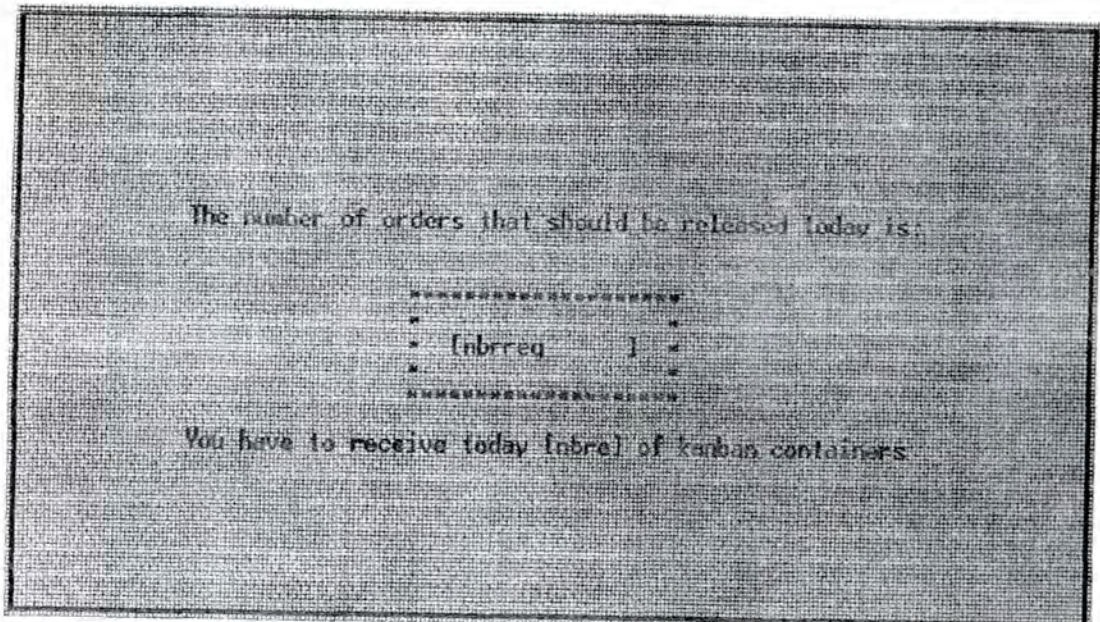 The number of orders that should be released today is:
[nbrreq ]
You have to receive today [nbre] of kanban containers